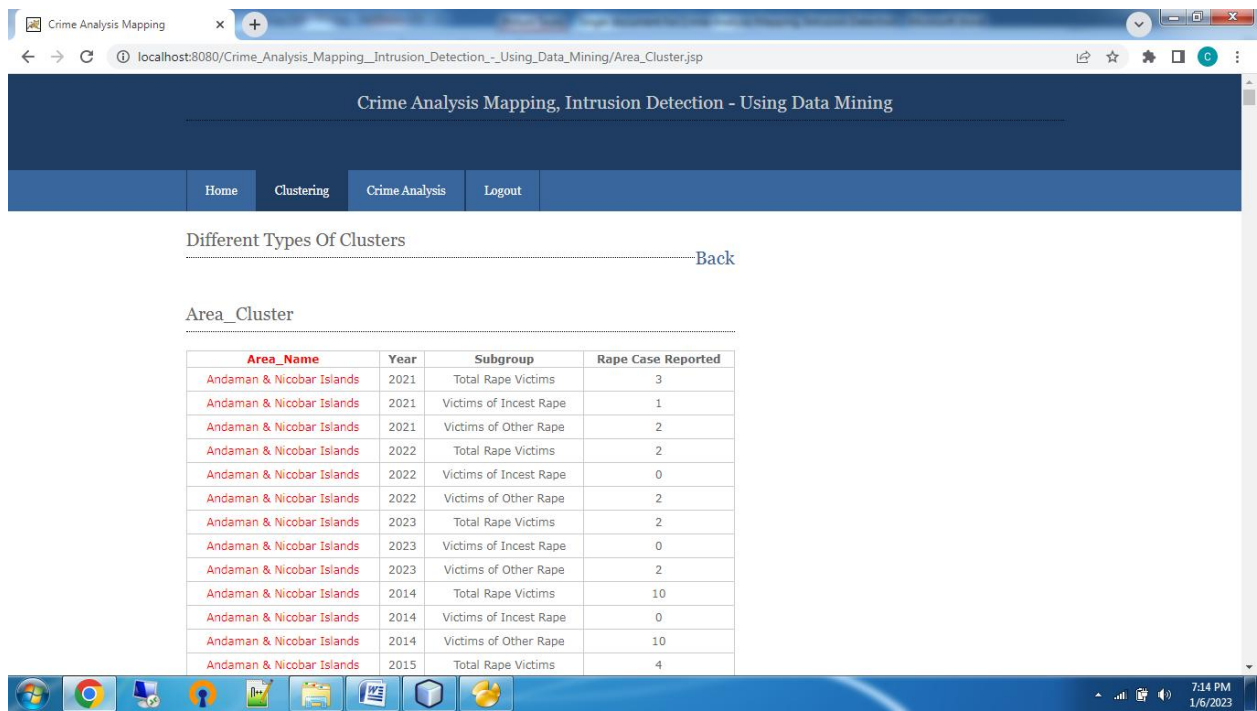 Crime Analysis Mapping
localhost:8080/Crime_Analysis_Mapping__Intrusion_Detection_-_Using_Data_Mining/Area_Cluster.jsp
C
Crime Analysis Mapping, Intrusion Detection - Using Data Mining
Home Clustering Crime Analysis Logout
Different Types Of Clusters
Back
Area_Cluster
Area_Name Year Subgroup Rape Case Reported
Andaman & Nicobar Islands 2021 Total Rape Victims 3
Andaman & Nicobar Islands 2021 Victims of Incest Rape 1
Andaman & Nicobar Islands 2021 Victims of Other Rape 2
Andaman & Nicobar Islands 2022 Total Rape Victims 2
Andaman & Nicobar Islands 2022 Victims of Incest Rape 0
Andaman & Nicobar Islands 2022 Victims of Other Rape 2
Andaman & Nicobar Islands 2023 Total Rape Victims 2
Andaman & Nicobar Islands 2023 Victims of Incest Rape 0
Andaman & Nicobar Islands 2023 Victims of Other Rape 2
Andaman & Nicobar Islands 2014 Total Rape Victims 10
Andaman & Nicobar Islands 2014 Victims of Incest Rape 0
Andaman & Nicobar Islands 2014 Victims of Other Rape 10
Andaman & Nicobar Islands 2015 Total Rape Victims 4
7:14 PM
1/6/2023